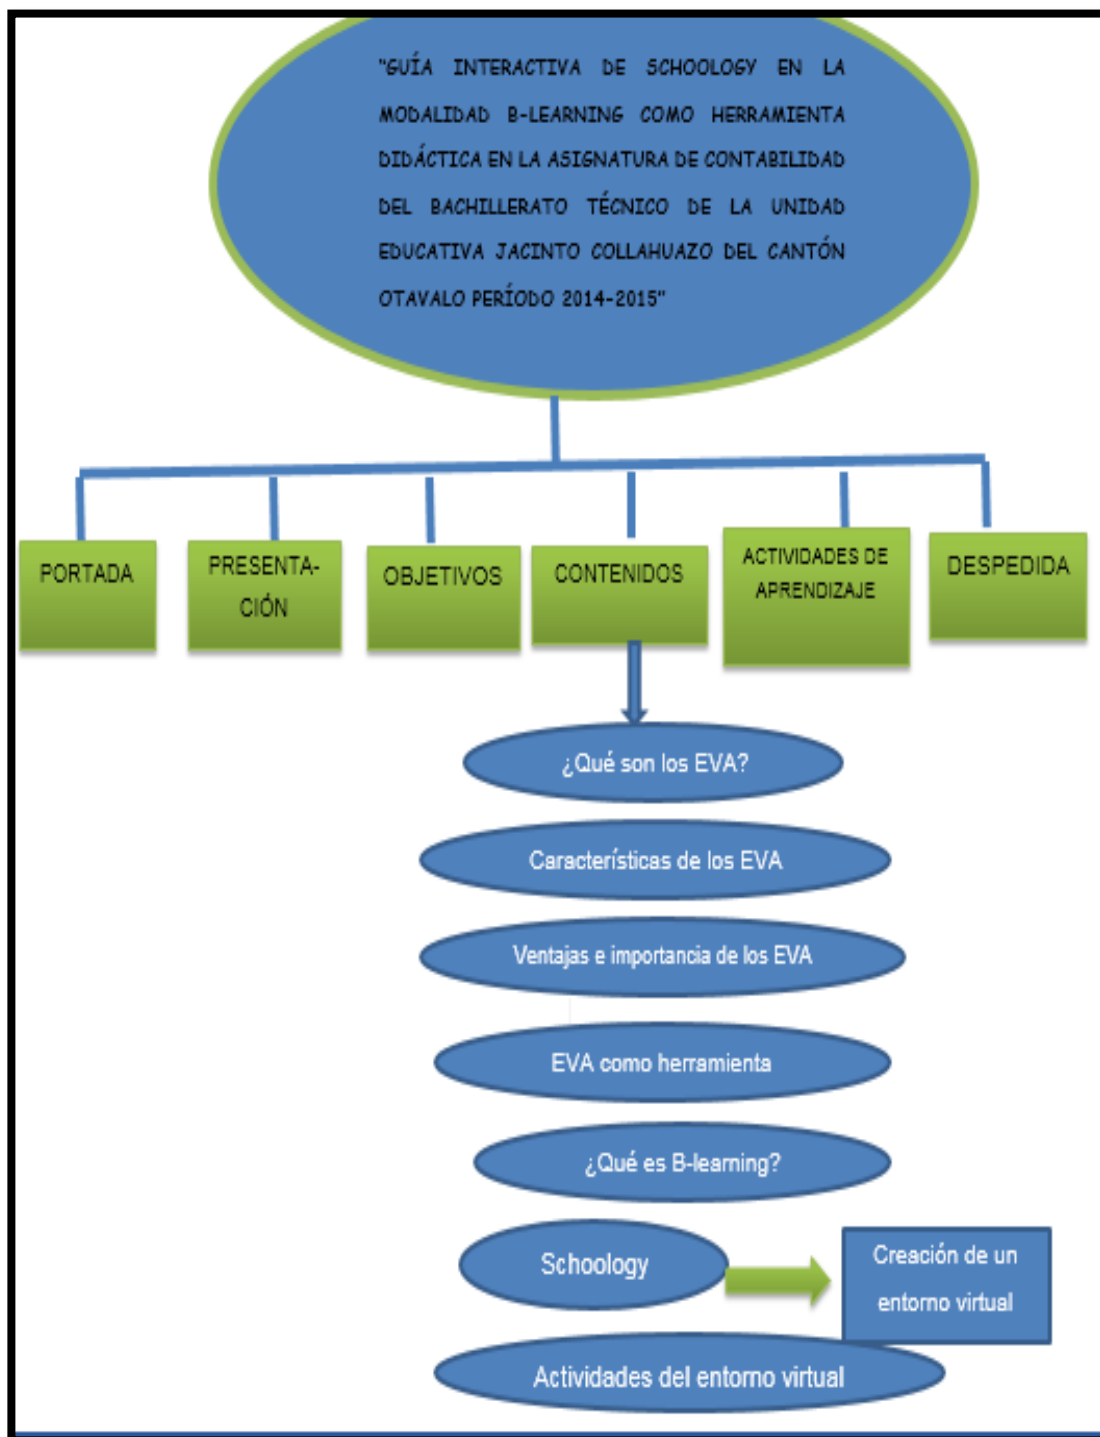 “GUÍA INTERACTIVA DE SCHOOLOGY EN LA
MODALIDAD B-LEARNING COMO HERRAMIENTA
DIDÁCTICA EN LA ASIGNATURA DE CONTABILIDAD
DEL BACHILLERATO TÉCNICO DE LA UNIDAD
EDUCATIVA JACINTO COLLAHUAZO DEL CANTÓN
OTAVALO PERÍODO 2014-2015”
PORTADA
PRESENTA-
CIÓN
OBJETIVOS
CONTENIDOS
ACTIVIDADES DE
APRENDIZAJE
DESPEDIDA
¿Qué son los EVA?
Características de los EVA
Ventajas e importancia de los EVA
EVA como herramienta
¿Qué es B-learning?
Schoology
Creación de un
entorno virtual
Actividades del entorno virtual